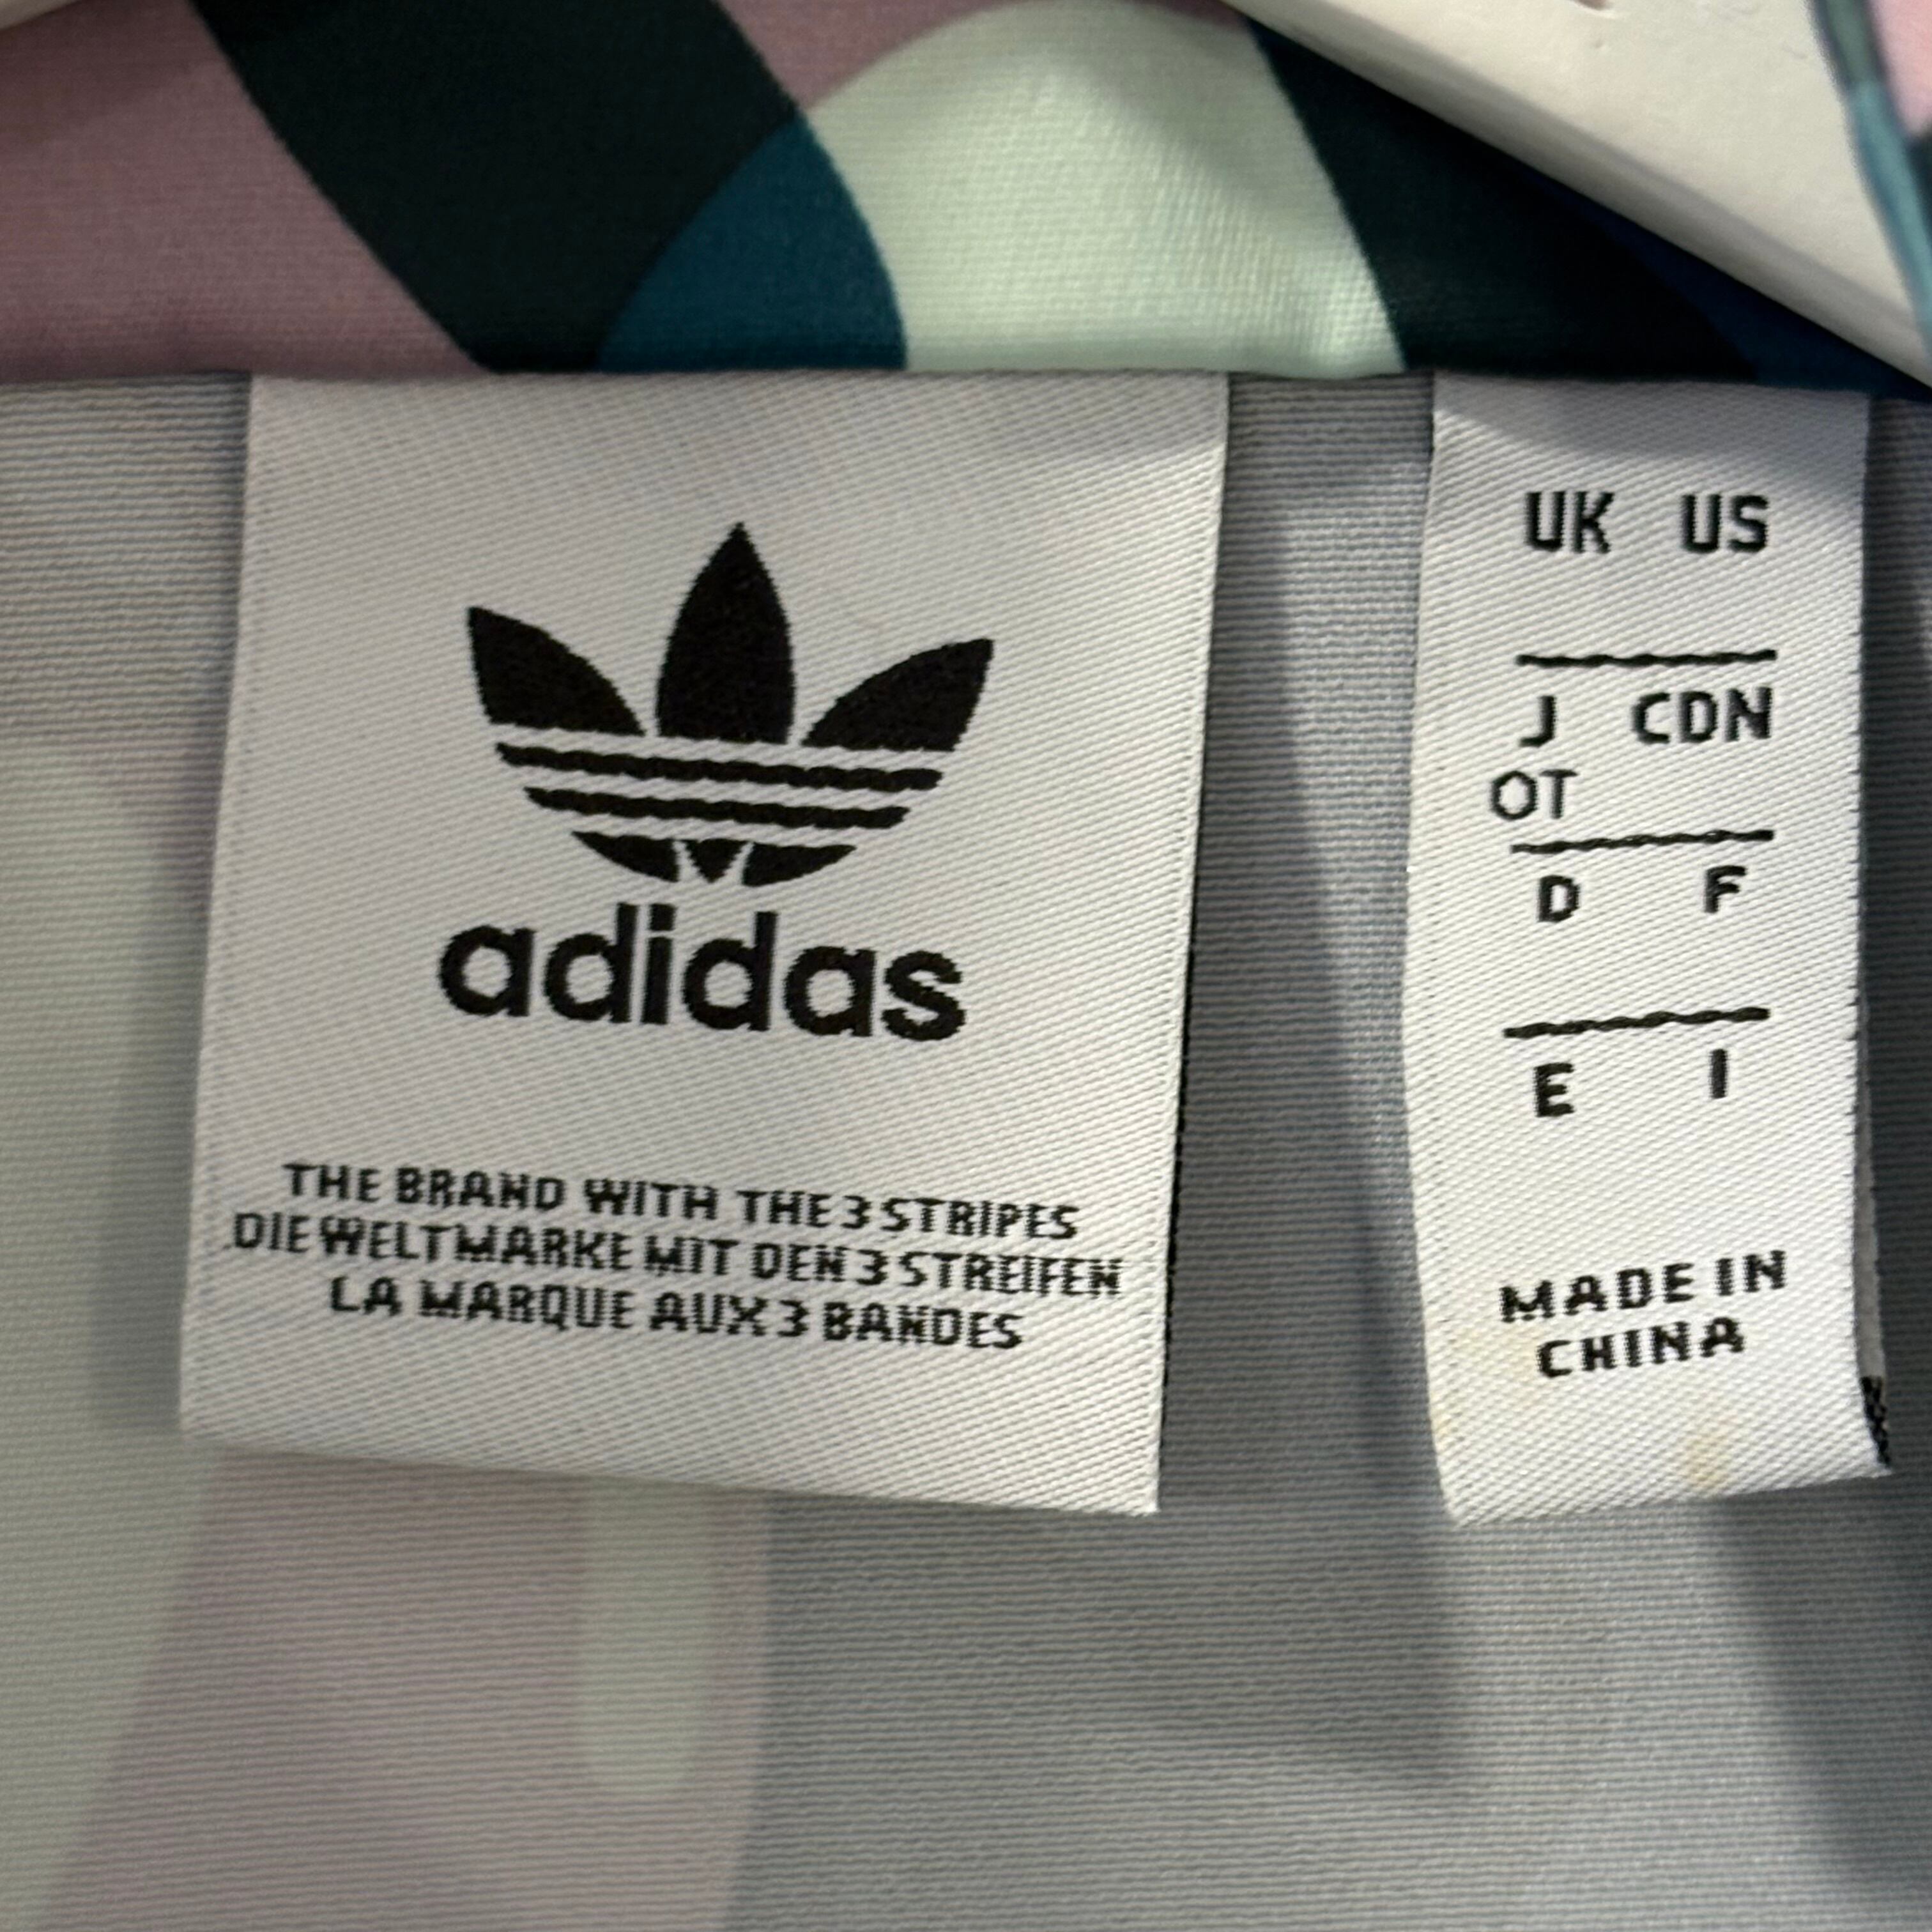 adidas
THE BRAND WITH THE 3 STRIPES
DIE WELTMARKE MIT DEN 3 STREIFEN
LA MARQUE AUX 3 BANDES
UK US
J CDN
OT
D F
E I
MADE IN
CHINA